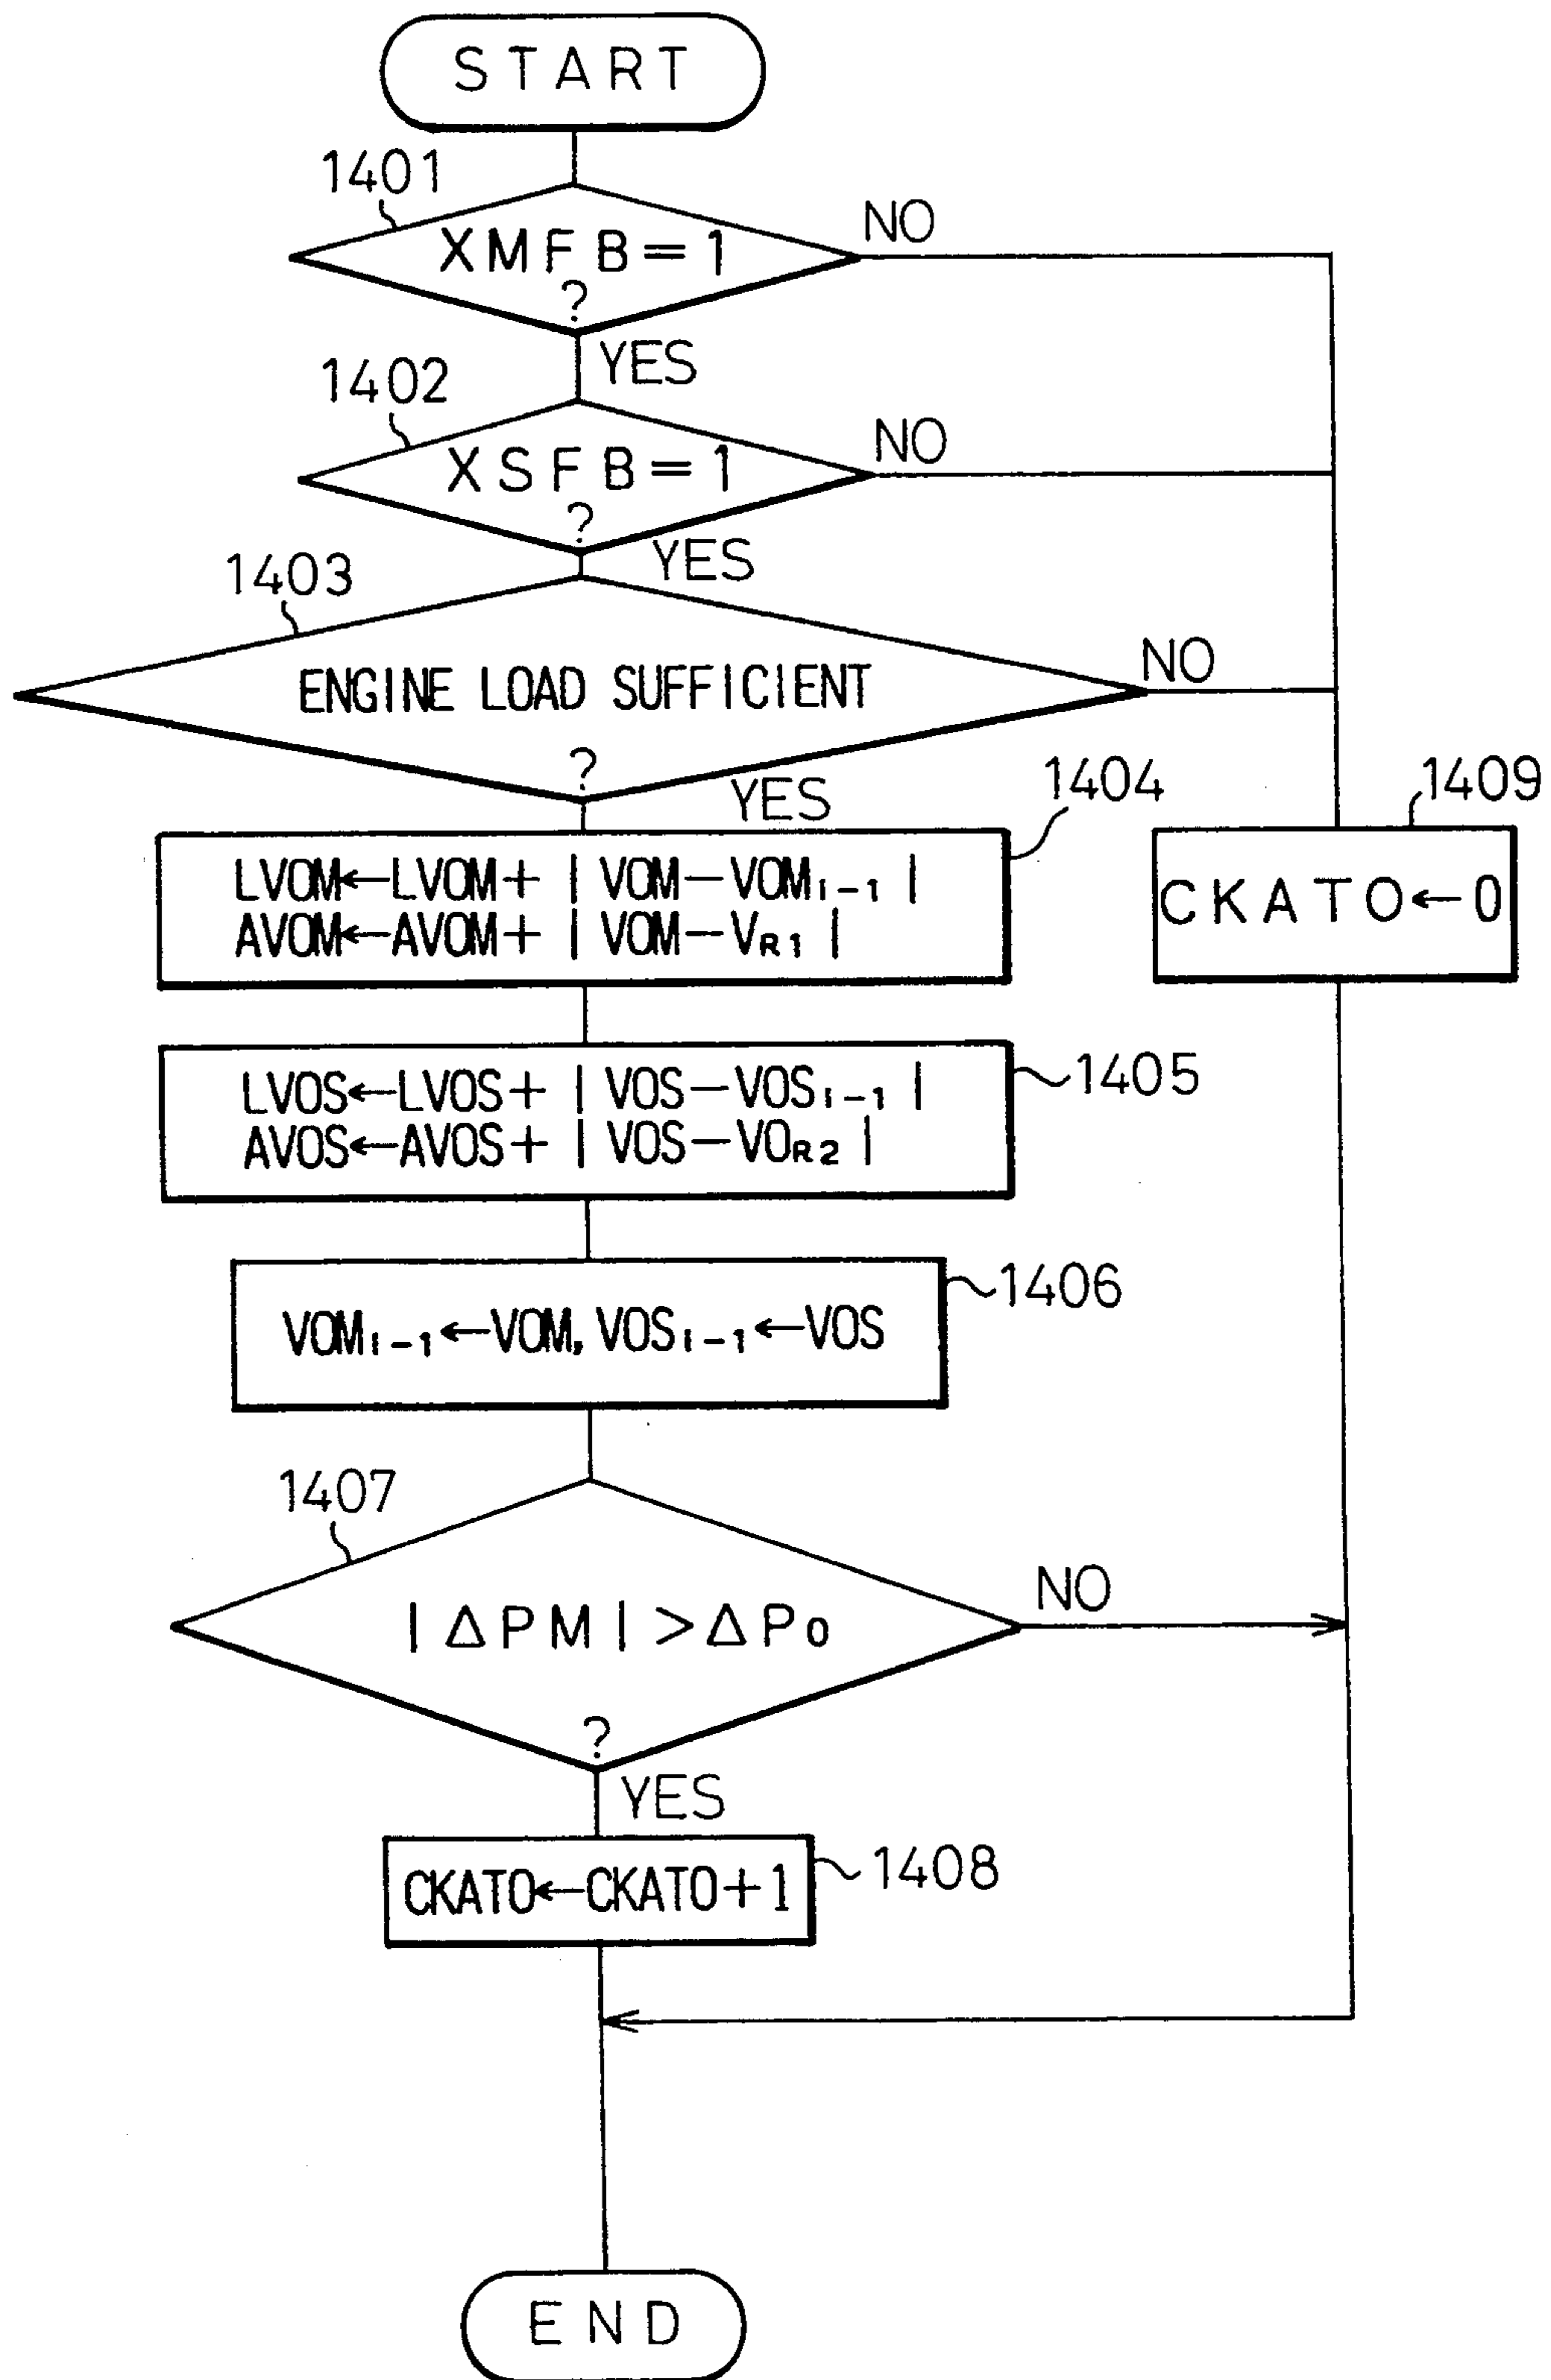 START
1401
XMFB=1
?
NO
YES
1402
XSFB=1
?
NO
YES
1403
ENGINE LOAD SUFFICIENT
?
NO
YES
1404
LVOM←LVOM+|VOM−VOMi−1|
AVOM←AVOM+|VOM−VR1|
1409
CKATO←0
1405
LVOS←LVOS+|VOS−VOSi−1|
AVOS←AVOS+|VOS−VOR2|
1406
VOMi−1←VOM, VOSi−1←VOS
1407
|ΔPM|>ΔP0
?
NO
YES
1408
CKATO←CKATO+1
END